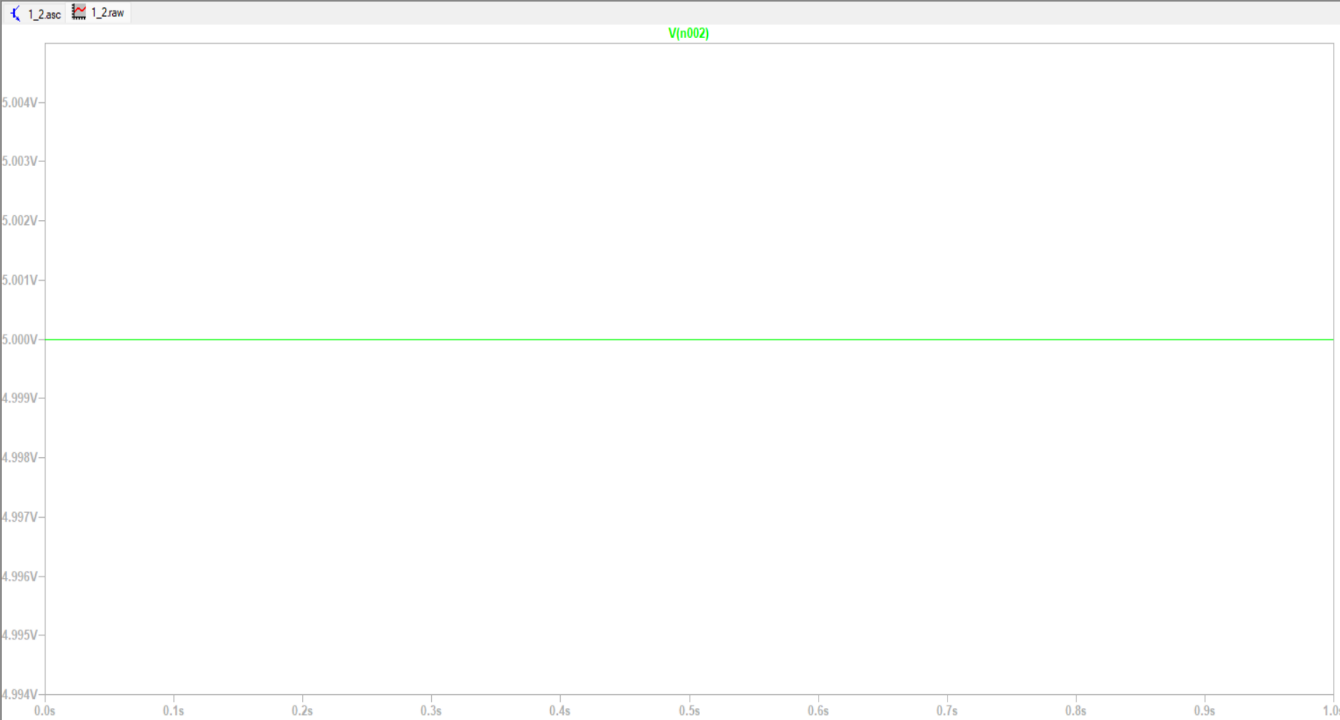 1_2.asc 1_2.raw
V(n002)
5.004V
5.003V
5.002V
5.001V
5.000V
4.999V
4.998V
4.997V
4.996V
4.995V
4.994V
0.0s 0.1s 0.2s 0.3s 0.4s 0.5s 0.6s 0.7s 0.8s 0.9s 1.0